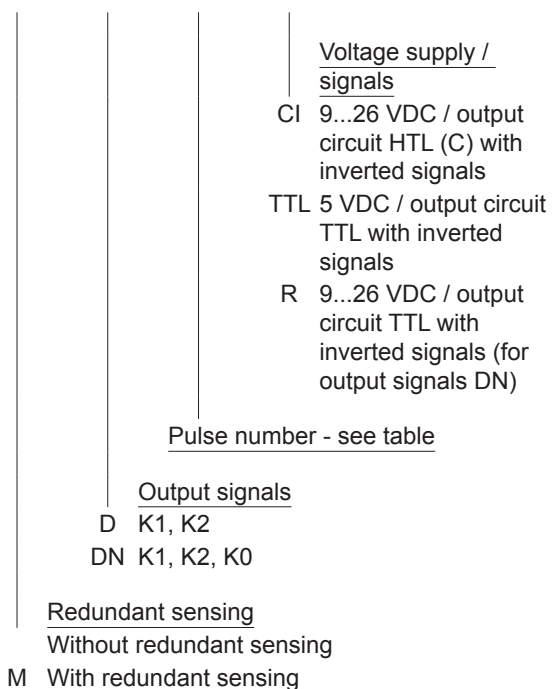 Voltage supply /
signals
CI 9...26 VDC / output
circuit HTL (C) with
inverted signals
TTL 5 VDC / output circuit
TTL with inverted
signals
R 9...26 VDC / output
circuit TTL with
inverted signals (for
output signals DN)
Pulse number - see table
Output signals
D K1, K2
DN K1, K2, K0
Redundant sensing
Without redundant sensing
M With redundant sensing